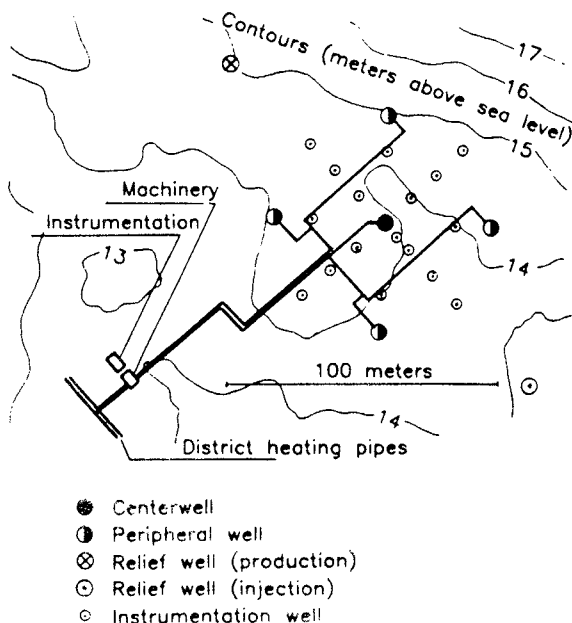 Contours (meters above sea level)
17
16
15
Machinery
Instrumentation
13
14
100 meters
14
District heating pipes
Centerwell
Peripheral well
Relief well (production)
Relief well (injection)
Instrumentation well